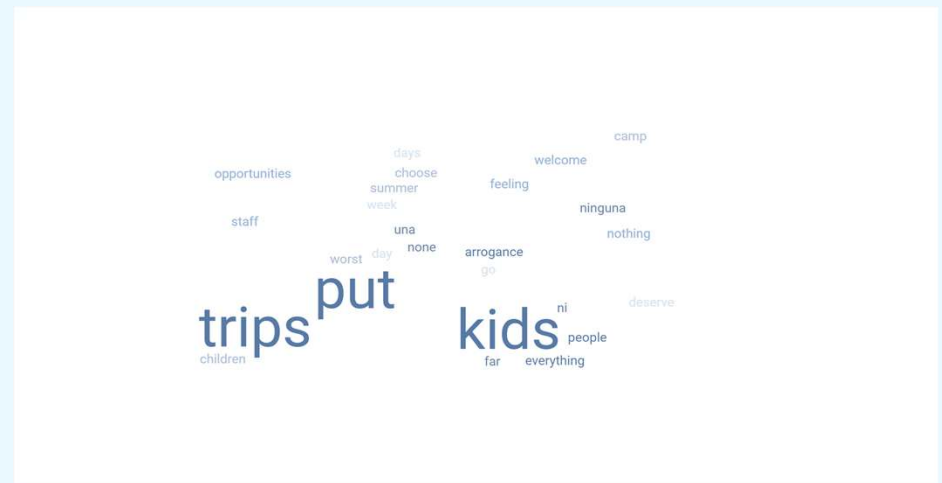 camp
days
welcome
opportunities
choose
summer
feeling
week
ninguna
staff
una
nothing
none
arrogance
worst
day
go
put
deserve
ni
trips
kids
people
children
far
everything